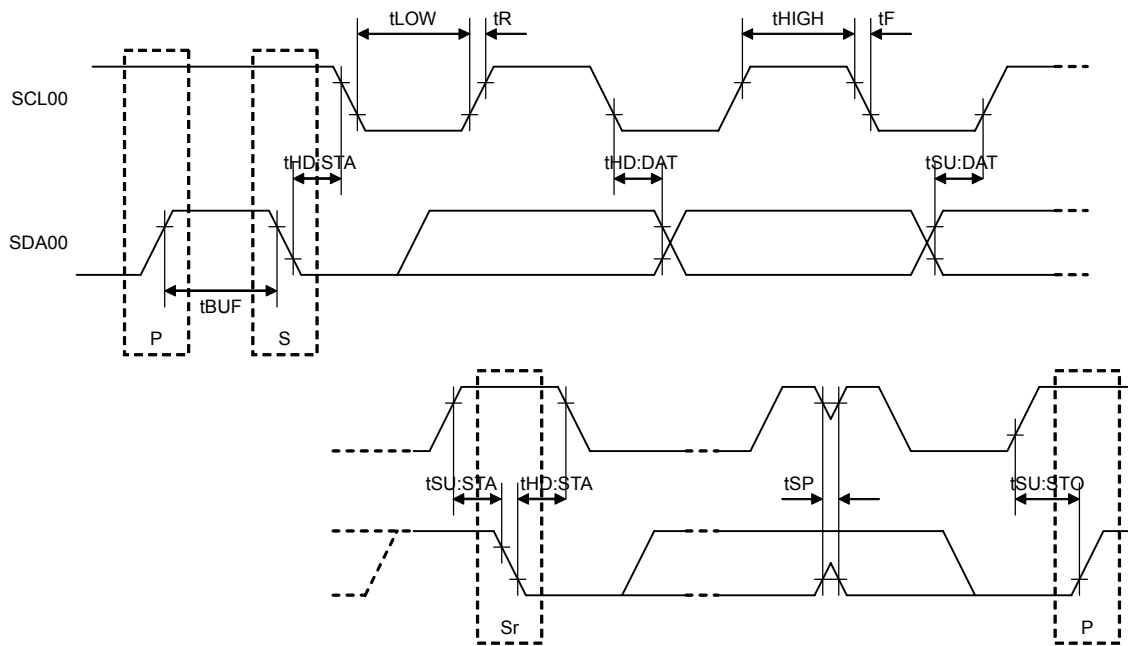 tLOW tR tHIGH tF
SCL00
tHD:STA tHD:DAT tSU:DAT
SDA00
tBUF
P S
tSU:STA tHD:STA tSP tSU:STO
Sr P